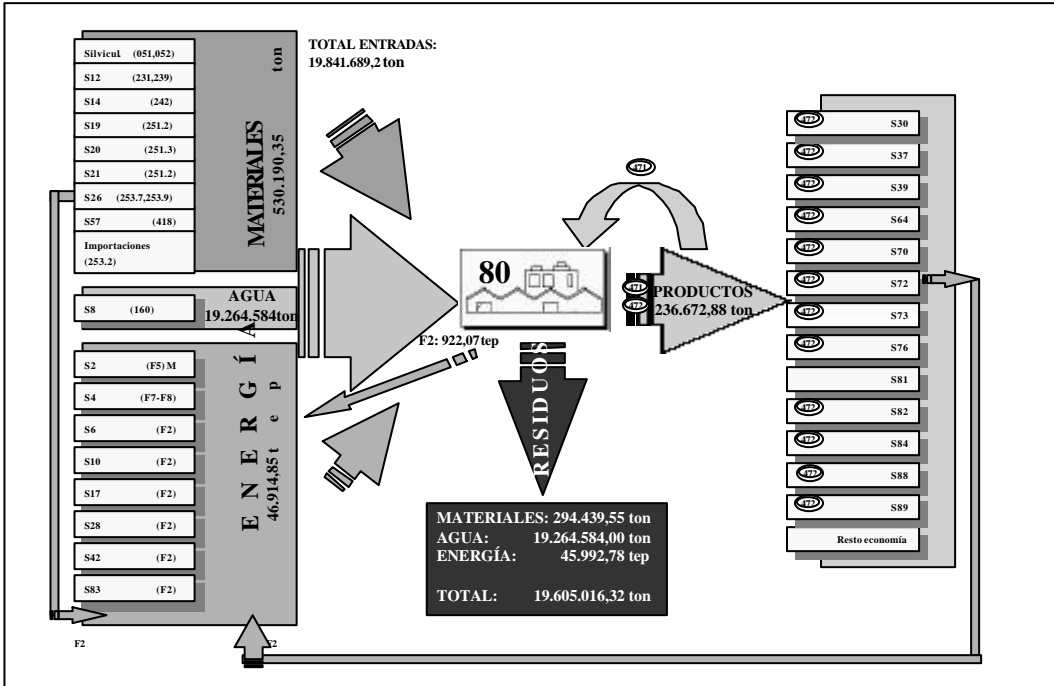 TOTAL ENTRADAS:
19.841.689,2 ton
Silvicul. (051,052)
S12 (231,239)
S14 (242)
S19 (251.2)
S20 (251.3)
S21 (251.2)
S26 (253.7,253.9)
S57 (418)
Importaciones
(253.2)
MATERIALES
530.190,35
ton
S8 (160)
AGUA
19.264.584ton
S2 (F5) M
S4 (F7-F8)
S6 (F2)
S10 (F2)
S17 (F2)
S28 (F2)
S42 (F2)
S83 (F2)
ENERGÍA
46.914,85 tep
F2
F2
80
F2: 922,07tep
471
471
472
PRODUCTOS
236.672,88 ton
RESIDUOS
MATERIALES: 294.439,55 ton
AGUA: 19.264.584,00 ton
ENERGÍA: 45.992,78 tep
TOTAL: 19.605.016,32 ton
472 S30
472 S37
472 S39
472 S64
472 S70
472 S72
472 S73
472 S76
S81
472 S82
472 S84
472 S88
472 S89
Resto economía